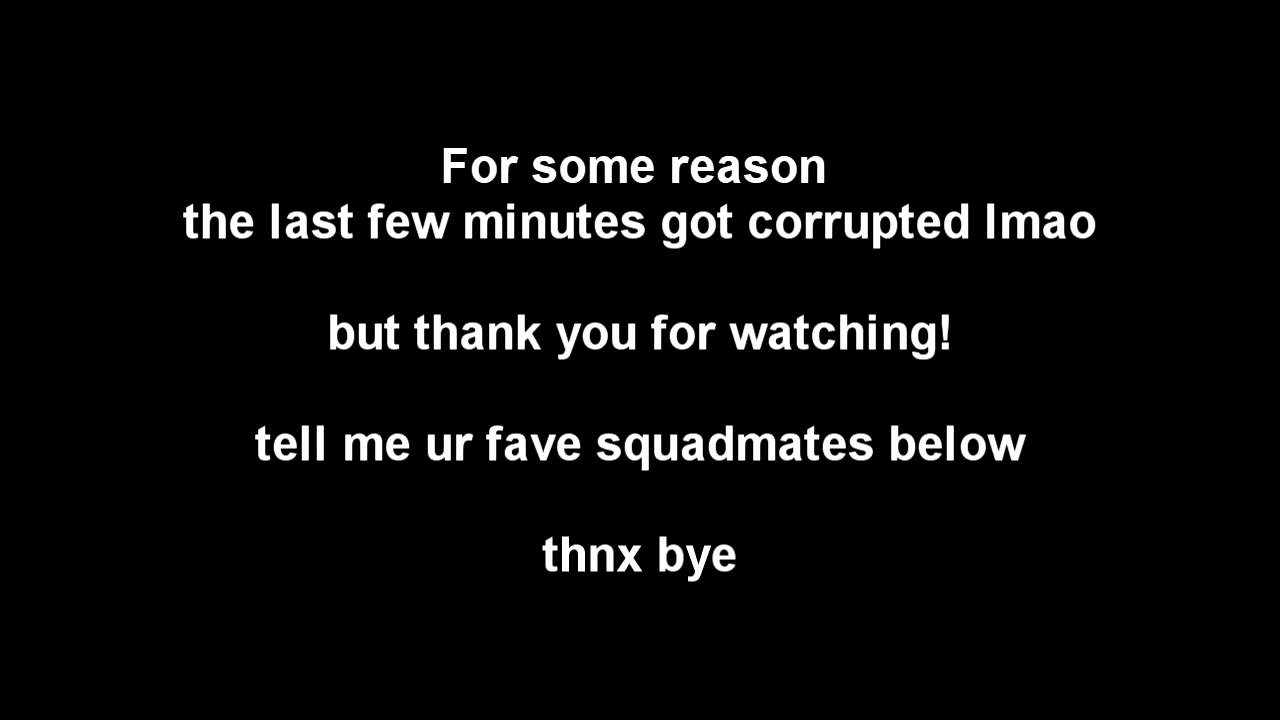 For some reason
the last few minutes got corrupted lmao
but thank you for watching!
tell me ur fave squadmates below
thnx bye